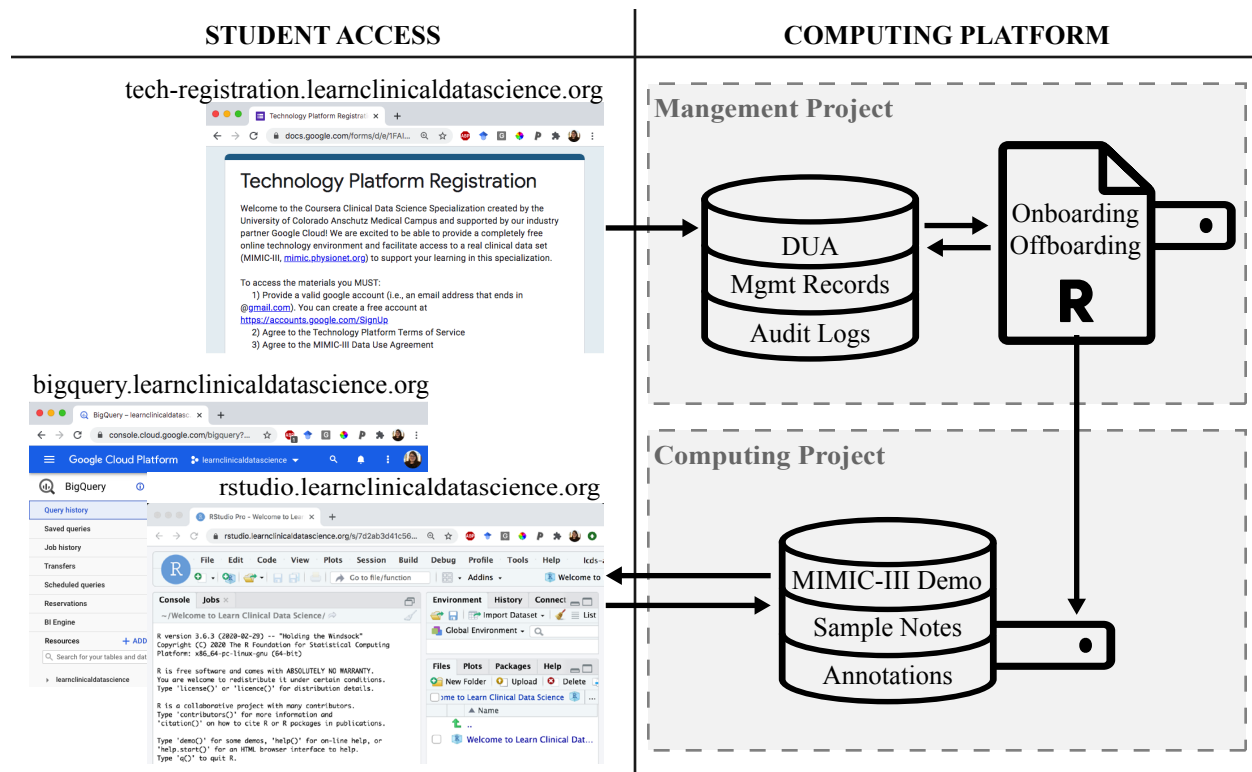 STUDENT ACCESS
COMPUTING PLATFORM
tech-registration.learnclinicaldatascience.org
Technology Platform Registrati
docs.google.com/forms/d/e/1FAI...
ABP
G
P
Technology Platform Registration
Welcome to the Coursera Clinical Data Science Specialization created by the
University of Colorado Anschutz Medical Campus and supported by our industry
partner Google Cloud! We are excited to be able to provide a completely free
online technology environment and facilitate access to a real clinical data set
(MIMIC-III, mimic.physionet.org) to support your learning in this specialization.
To access the materials you MUST:
1) Provide a valid google account (i.e., an email address that ends in
@gmail.com). You can create a free account at
https://accounts.google.com/SignUp
2) Agree to the Technology Platform Terms of Service
3) Agree to the MIMIC-III Data Use Agreement
Mangement Project
DUA
Mgmt Records
Audit Logs
Onboarding
Offboarding
R
bigquery.learnclinicaldatascience.org
BigQuery – learnclinicaldatasc
console.cloud.google.com/bigquery?...
G
P
Google Cloud Platform
learnclinicaldatascience
BigQuery
Query history
Saved queries
Job history
Transfers
Scheduled queries
Reservations
BI Engine
Resources
+ ADD
Search for your tables and dat
learnclinicaldatascience
rstudio.learnclinicaldatascience.org
RStudio Pro - Welcome to Lear
rstudio.learnclinicaldatascience.org/s/7d2ab3d41c56...
ABP
G
P
R
File Edit Code View Plots Session Build Debug Profile Tools Help lcds-
Go to file/function
Addins
Welcome to
Console Jobs
~/Welcome to Learn Clinical Data Science/
R version 3.6.3 (2020-02-29) -- "Holding the Windsock"
Copyright (C) 2020 The R Foundation for Statistical Computing
Platform: x86_64-pc-linux-gnu (64-bit)
R is free software and comes with ABSOLUTELY NO WARRANTY.
You are welcome to redistribute it under certain conditions.
Type 'license()' or 'licence()' for distribution details.
R is a collaborative project with many contributors.
Type 'contributors()' for more information and
'citation()' on how to cite R or R packages in publications.
Type 'demo()' for some demos, 'help()' for on-line help, or
'help.start()' for an HTML browser interface to help.
Type 'q()' to quit R.
Environment History Connect
Import Dataset
List
Global Environment
Files Plots Packages Help
New Folder Upload Delete
ome to Learn Clinical Data Science
...
Name
..
Welcome to Learn Clinical Dat...
Computing Project
MIMIC-III Demo
Sample Notes
Annotations